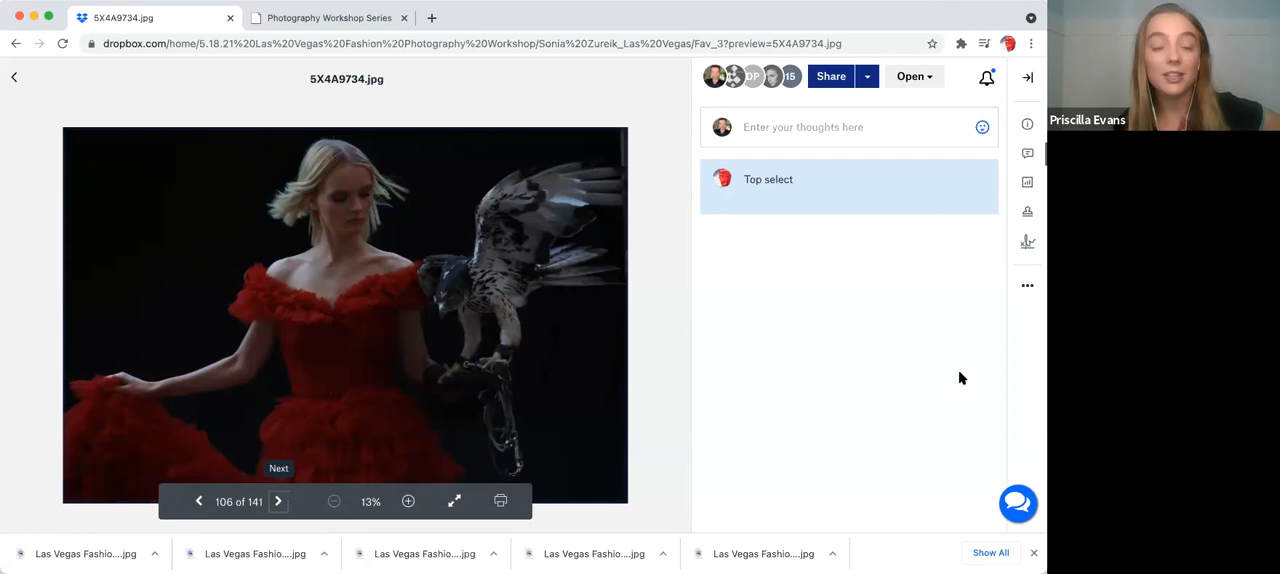 5X4A9734.jpg
Photography Workshop Series
dropbox.com/home/5.18.21%20Las%20Vegas%20Fashion%20Photography%20Workshop/Sonia%20Zureik_Las%20Vegas/Fav_3?preview=5X4A9734.jpg
5X4A9734.jpg
DP
15
Share
Open
Enter your thoughts here
Top select
Next
106 of 141
13%
Las Vegas Fashio....jpg
Las Vegas Fashio....jpg
Las Vegas Fashio....jpg
Las Vegas Fashio....jpg
Las Vegas Fashio....jpg
Show All
Priscilla Evans